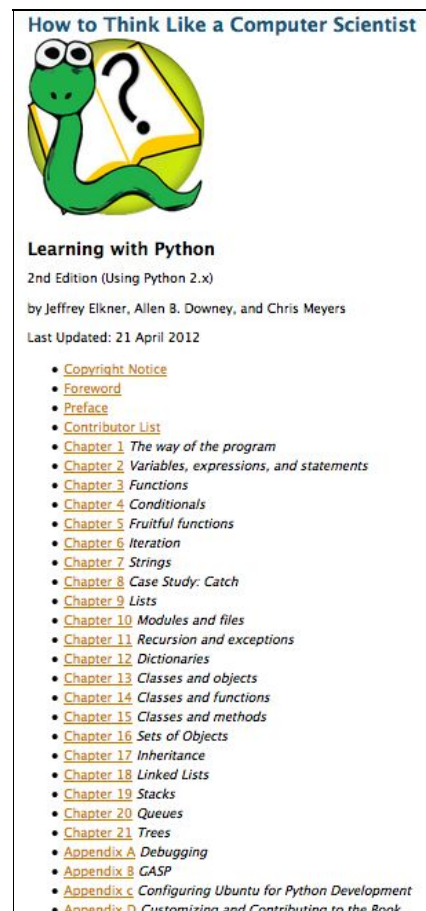 How to Think Like a Computer Scientist
?
Learning with Python
2nd Edition (Using Python 2.x)
by Jeffrey Elkner, Allen B. Downey, and Chris Meyers
Last Updated: 21 April 2012
• Copyright Notice
• Foreword
• Preface
• Contributor List
• Chapter 1 The way of the program
• Chapter 2 Variables, expressions, and statements
• Chapter 3 Functions
• Chapter 4 Conditionals
• Chapter 5 Fruitful functions
• Chapter 6 Iteration
• Chapter 7 Strings
• Chapter 8 Case Study: Catch
• Chapter 9 Lists
• Chapter 10 Modules and files
• Chapter 11 Recursion and exceptions
• Chapter 12 Dictionaries
• Chapter 13 Classes and objects
• Chapter 14 Classes and functions
• Chapter 15 Classes and methods
• Chapter 16 Sets of Objects
• Chapter 17 Inheritance
• Chapter 18 Linked Lists
• Chapter 19 Stacks
• Chapter 20 Queues
• Chapter 21 Trees
• Appendix A Debugging
• Appendix B GASP
• Appendix c Configuring Ubuntu for Python Development
• Appendix D Customizing and Contributing to the Book